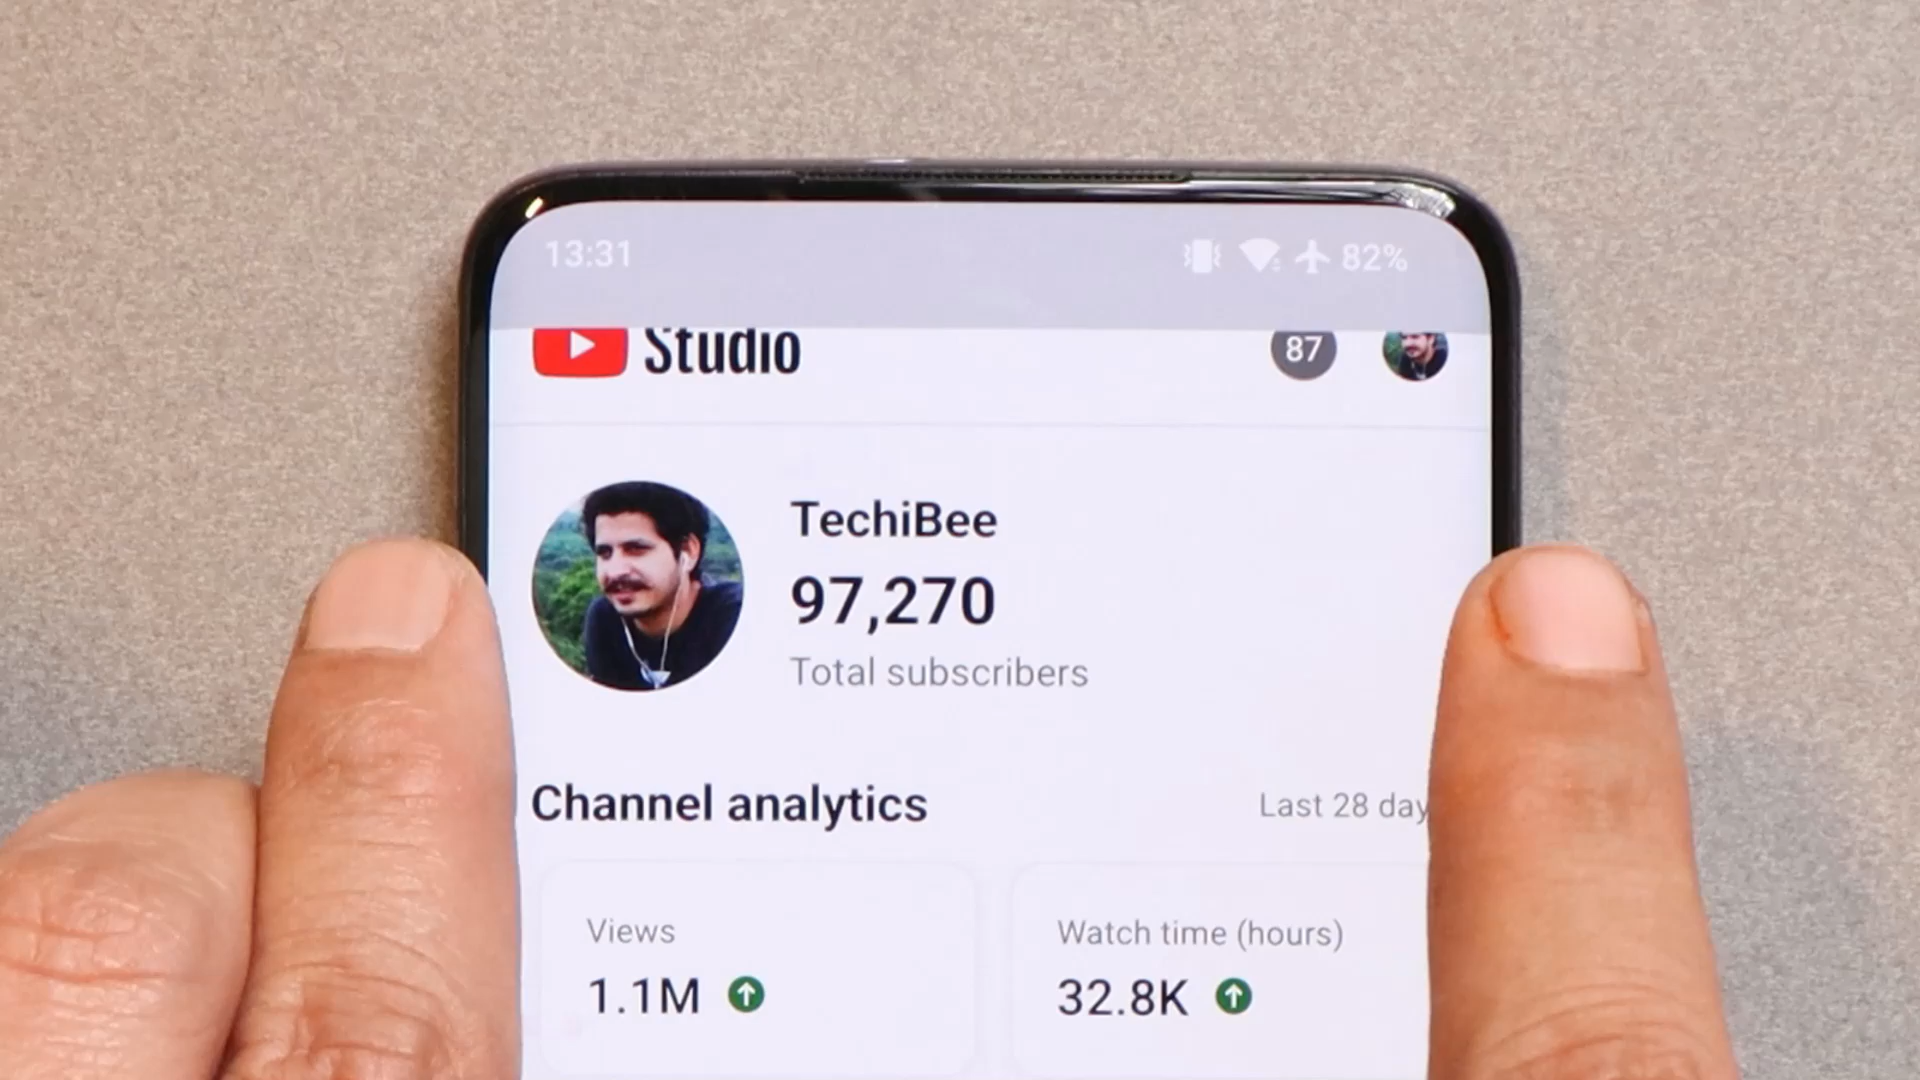 13:31 82%
Studio 87
TechiBee
97,270
Total subscribers
Channel analytics Last 28 day
Views
1.1M
Watch time (hours)
32.8K